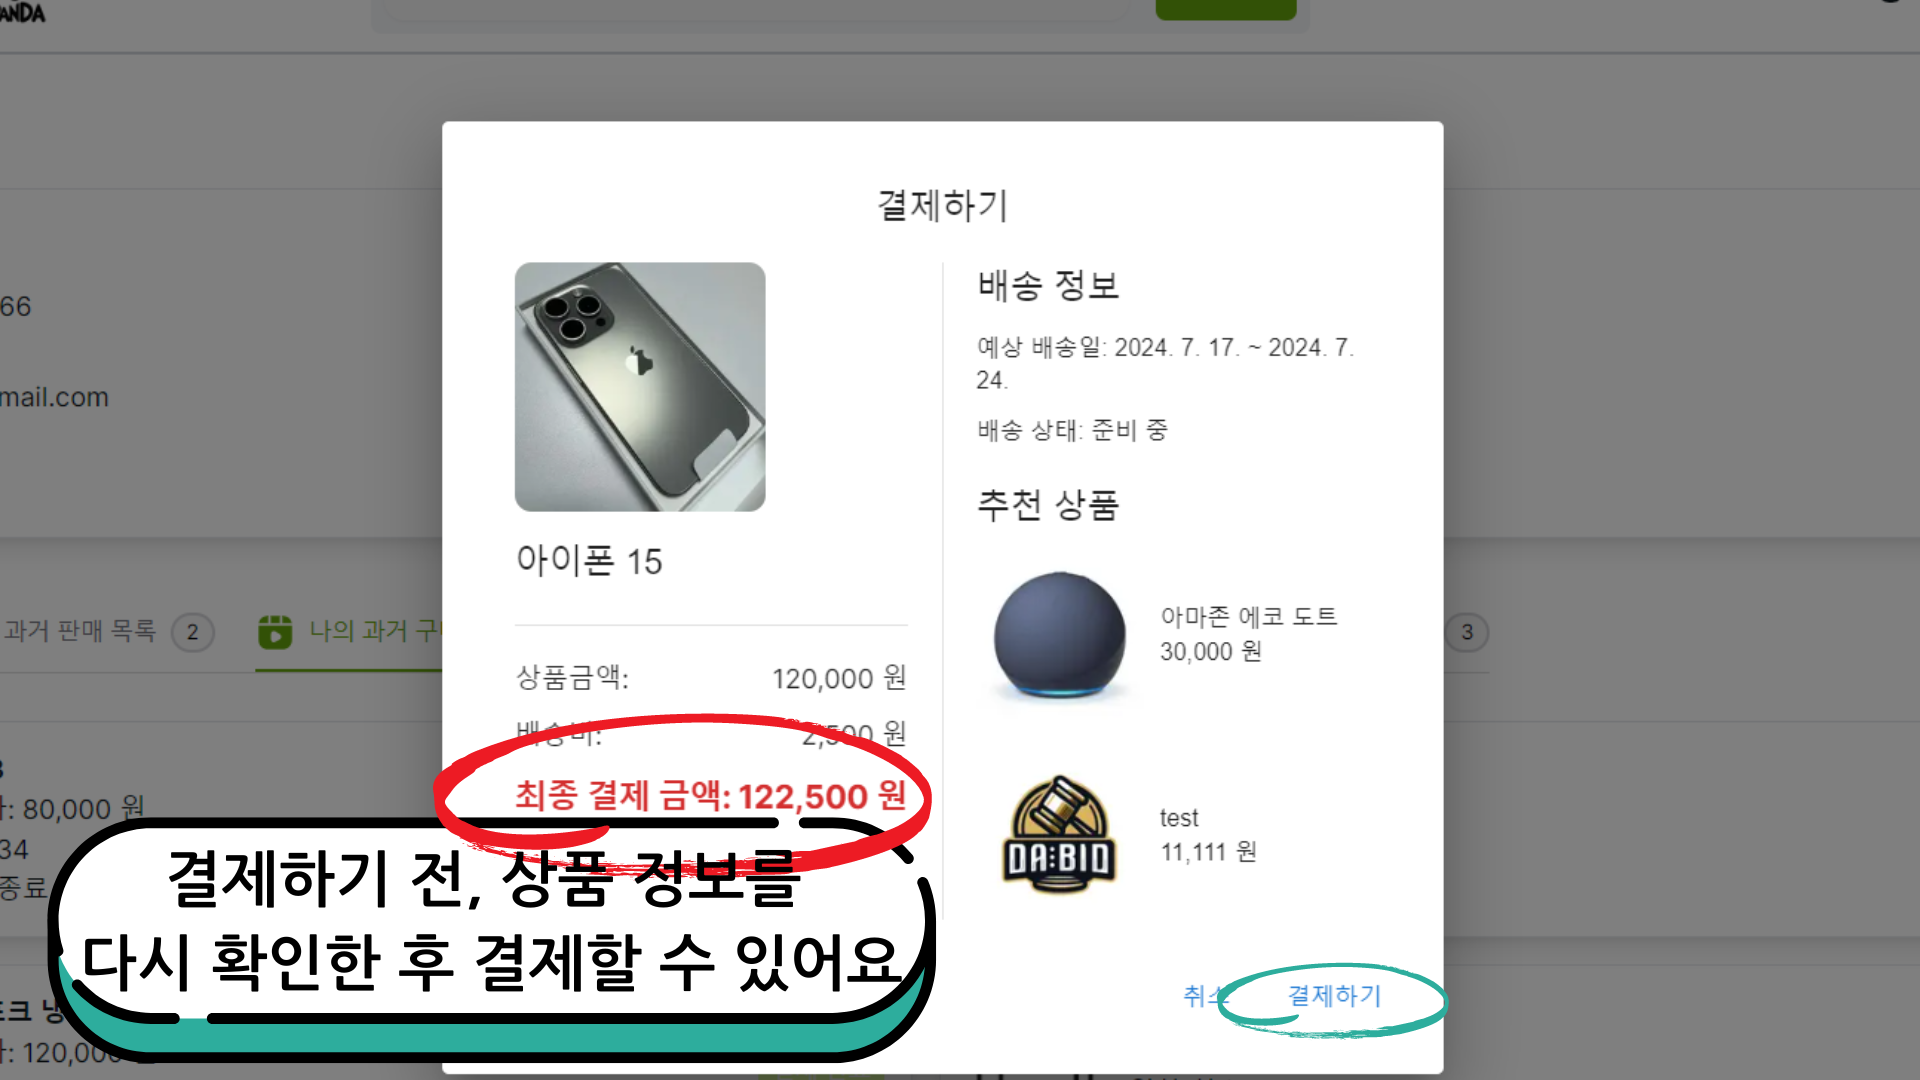 ANDA
결제하기
66
mail.com
배송 정보
예상 배송일: 2024. 7. 17. ~ 2024. 7.
24.
배송 상태: 준비 중
추천 상품
아이폰 15
과거 판매 목록 2
나의 과거 구
3
아마존 에코 도트
30,000 원
상품금액: 120,000 원
배송비: 2,500 원
최종 결제 금액: 122,500 원
: 80,000 원
34
종료
test
11,111 원
DA:BID
결제하기 전, 상품 정보를
다시 확인한 후 결제할 수 있어요
취소 결제하기
크 냉
: 120,000